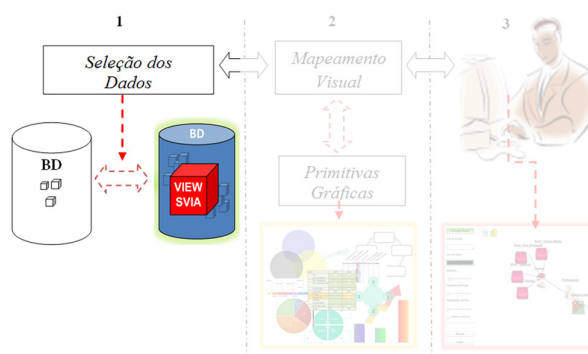 1
2
3
Seleção dos
Dados
Mapeamento
Visual
BD
BD
VIEW
SVIA
Primitivas
Gráficas